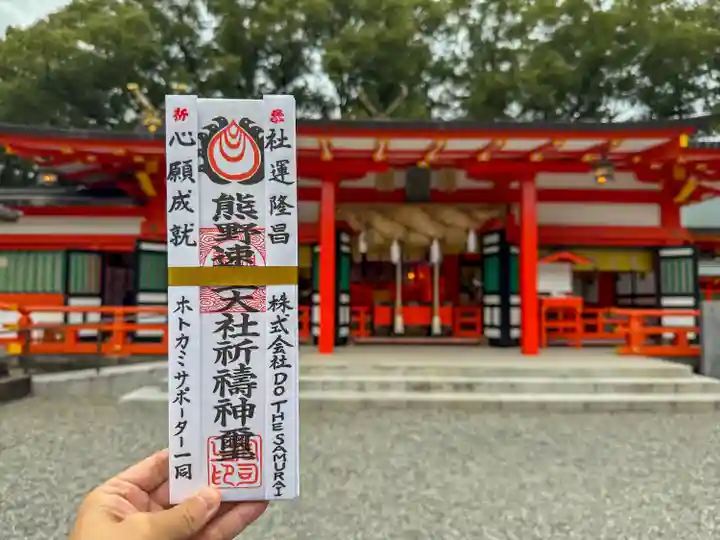 祈
心願成就
ホトカミサポーター一同
熊野速玉大社祈禱神璽
社運隆昌
株式会社DO THE SAMURAI